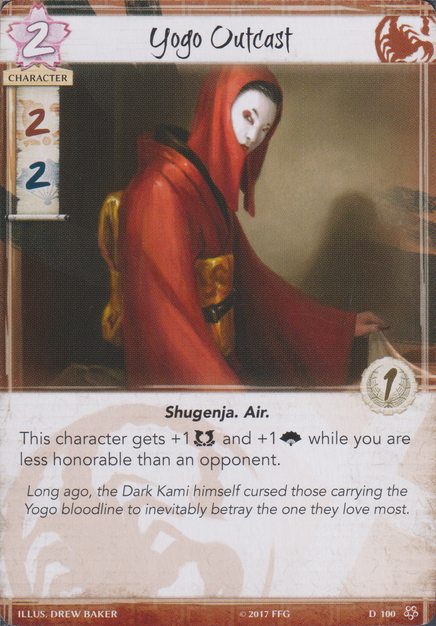 2
Yogo Outcast
CHARACTER
2
2
1
Shugenja. Air.
This character gets +1 and +1 while you are
less honorable than an opponent.
Long ago, the Dark Kami himself cursed those carrying the
Yogo bloodline to inevitably betray the one they love most.
ILLUS. DREW BAKER © 2017 FFG D 100